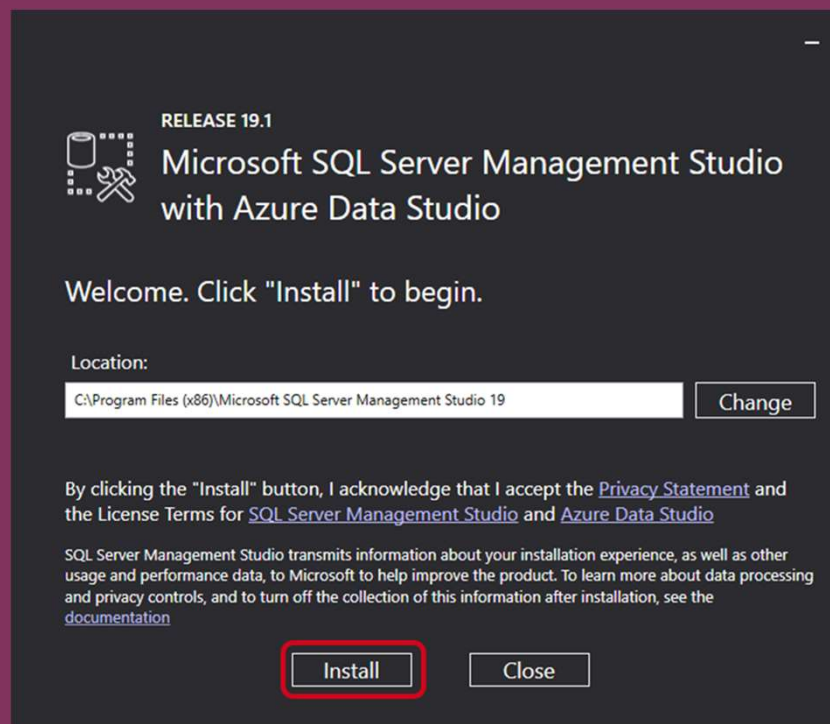 RELEASE 19.1
Microsoft SQL Server Management Studio
with Azure Data Studio
Welcome. Click "Install" to begin.
Location:
C:\Program Files (x86)\Microsoft SQL Server Management Studio 19
Change
By clicking the "Install" button, I acknowledge that I accept the Privacy Statement and
the License Terms for SQL Server Management Studio and Azure Data Studio
SQL Server Management Studio transmits information about your installation experience, as well as other
usage and performance data, to Microsoft to help improve the product. To learn more about data processing
and privacy controls, and to turn off the collection of this information after installation, see the
documentation
Install Close